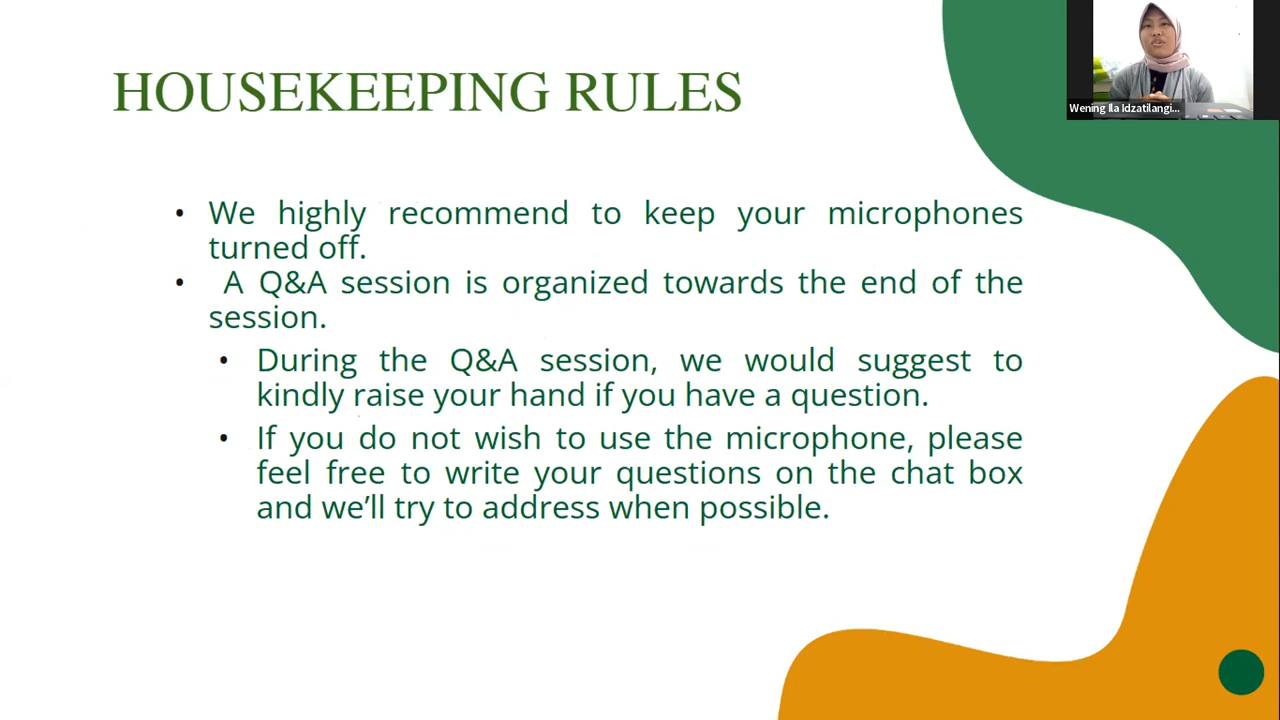 HOUSEKEEPING RULES
Wening Ila Idzatilangi...
• We highly recommend to keep your microphones
turned off.
• A Q&A session is organized towards the end of the
session.
• During the Q&A session, we would suggest to
kindly raise your hand if you have a question.
• If you do not wish to use the microphone, please
feel free to write your questions on the chat box
and we’ll try to address when possible.